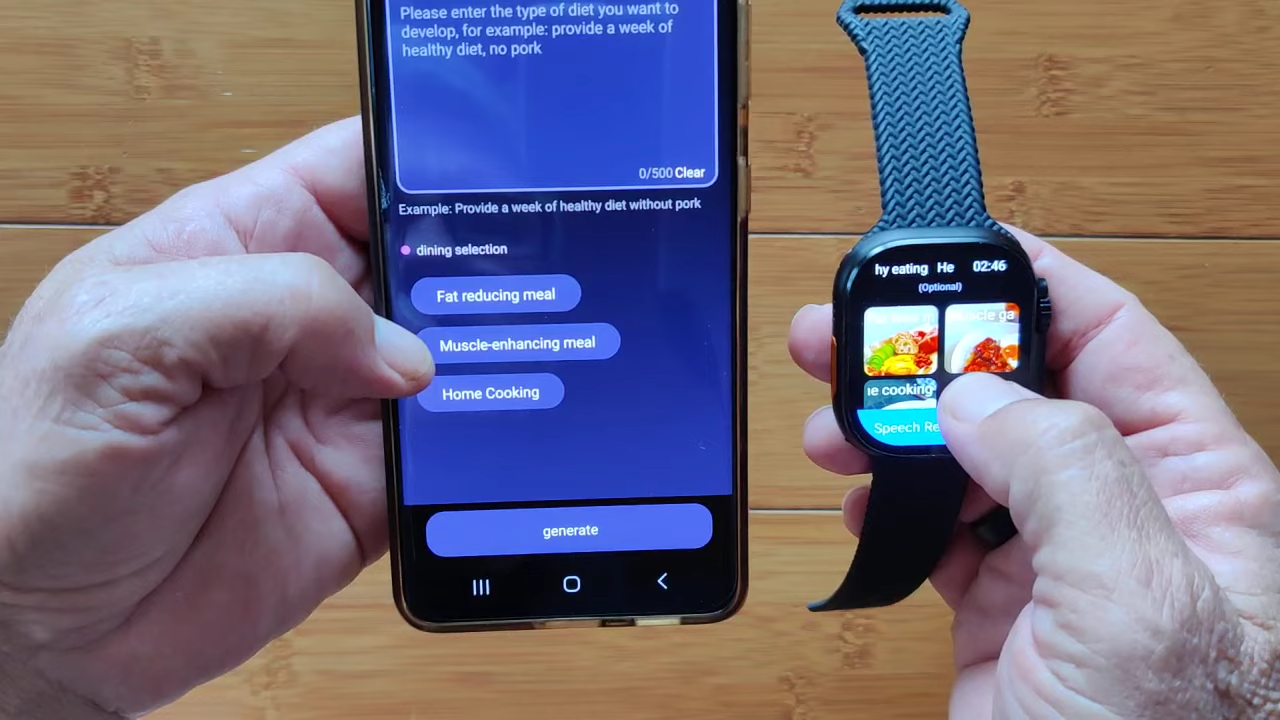 Please enter the type of diet you want to
develop, for example: provide a week of
healthy diet, no pork
0/500 Clear
Example: Provide a week of healthy diet without pork
dining selection
Fat reducing meal
Muscle-enhancing meal
Home Cooking
generate
hy eating He 02:46
(Optional)
uscle ga
e cooking
Speech Re